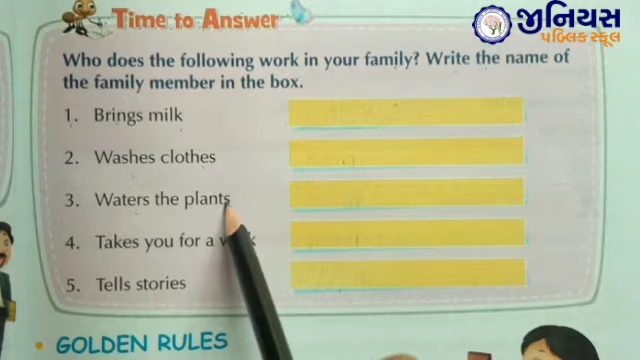 Time to Answer
જીનિયસ
પબ્લિક સ્કૂલ
Who does the following work in your family? Write the name of
the family member in the box.
1. Brings milk
2. Washes clothes
3. Waters the plants
4. Takes you for a
5. Tells stories
• GOLDEN RULES